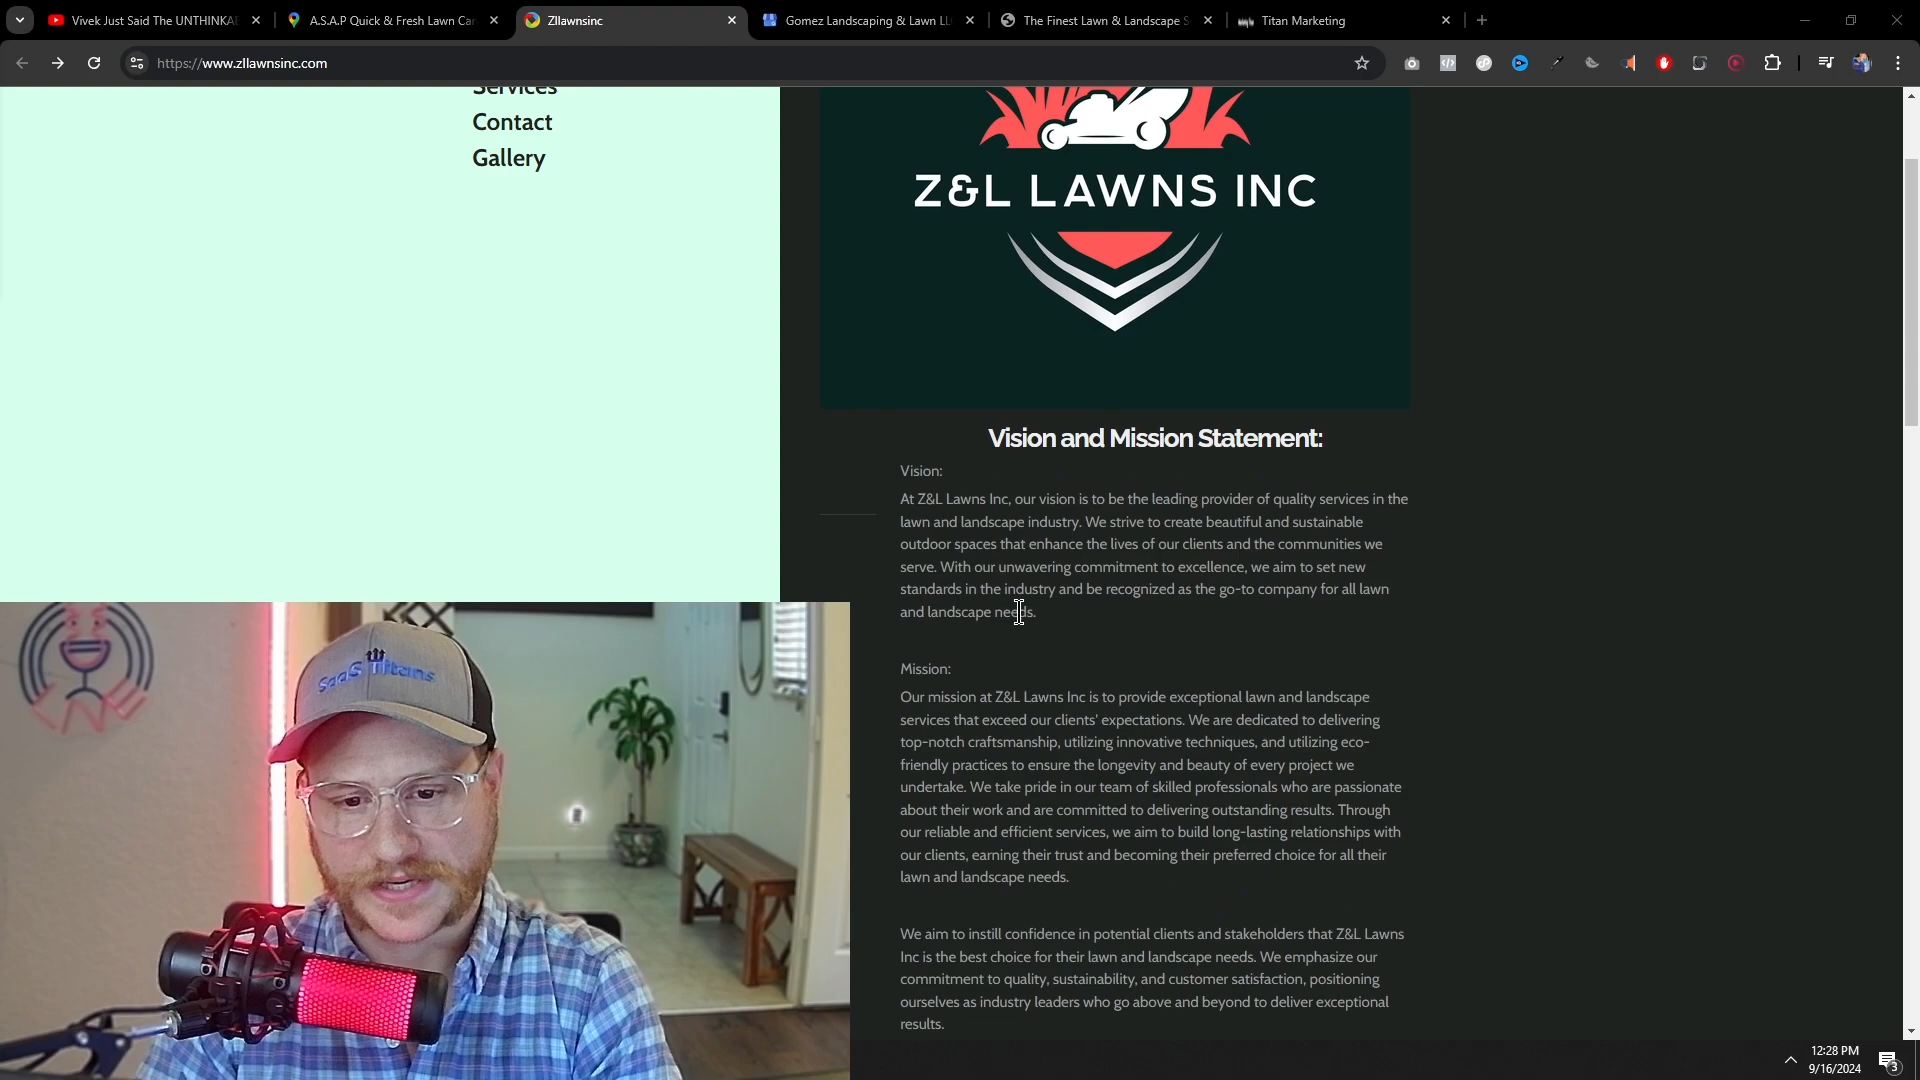 Vivek Just Said The UNTHINKA
A.S.A.P Quick & Fresh Lawn Car
Zllawnsinc
Gomez Landscaping & Lawn LL
The Finest Lawn & Landscape S
Titan Marketing
https://www.zllawnsinc.com
Services
Contact
Gallery
Z&L LAWNS INC
Vision and Mission Statement:
Vision:
At Z&L Lawns Inc, our vision is to be the leading provider of quality services in the
lawn and landscape industry. We strive to create beautiful and sustainable
outdoor spaces that enhance the lives of our clients and the communities we
serve. With our unwavering commitment to excellence, we aim to set new
standards in the industry and be recognized as the go-to company for all lawn
and landscape needs.
Mission:
Our mission at Z&L Lawns Inc is to provide exceptional lawn and landscape
services that exceed our clients' expectations. We are dedicated to delivering
top-notch craftsmanship, utilizing innovative techniques, and utilizing eco-
friendly practices to ensure the longevity and beauty of every project we
undertake. We take pride in our team of skilled professionals who are passionate
about their work and are committed to delivering outstanding results. Through
our reliable and efficient services, we aim to build long-lasting relationships with
our clients, earning their trust and becoming their preferred choice for all their
lawn and landscape needs.
We aim to instill confidence in potential clients and stakeholders that Z&L Lawns
Inc is the best choice for their lawn and landscape needs. We emphasize our
commitment to quality, sustainability, and customer satisfaction, positioning
ourselves as industry leaders who go above and beyond to deliver exceptional
results.
SaaS Titans
12:28 PM
9/16/2024
3